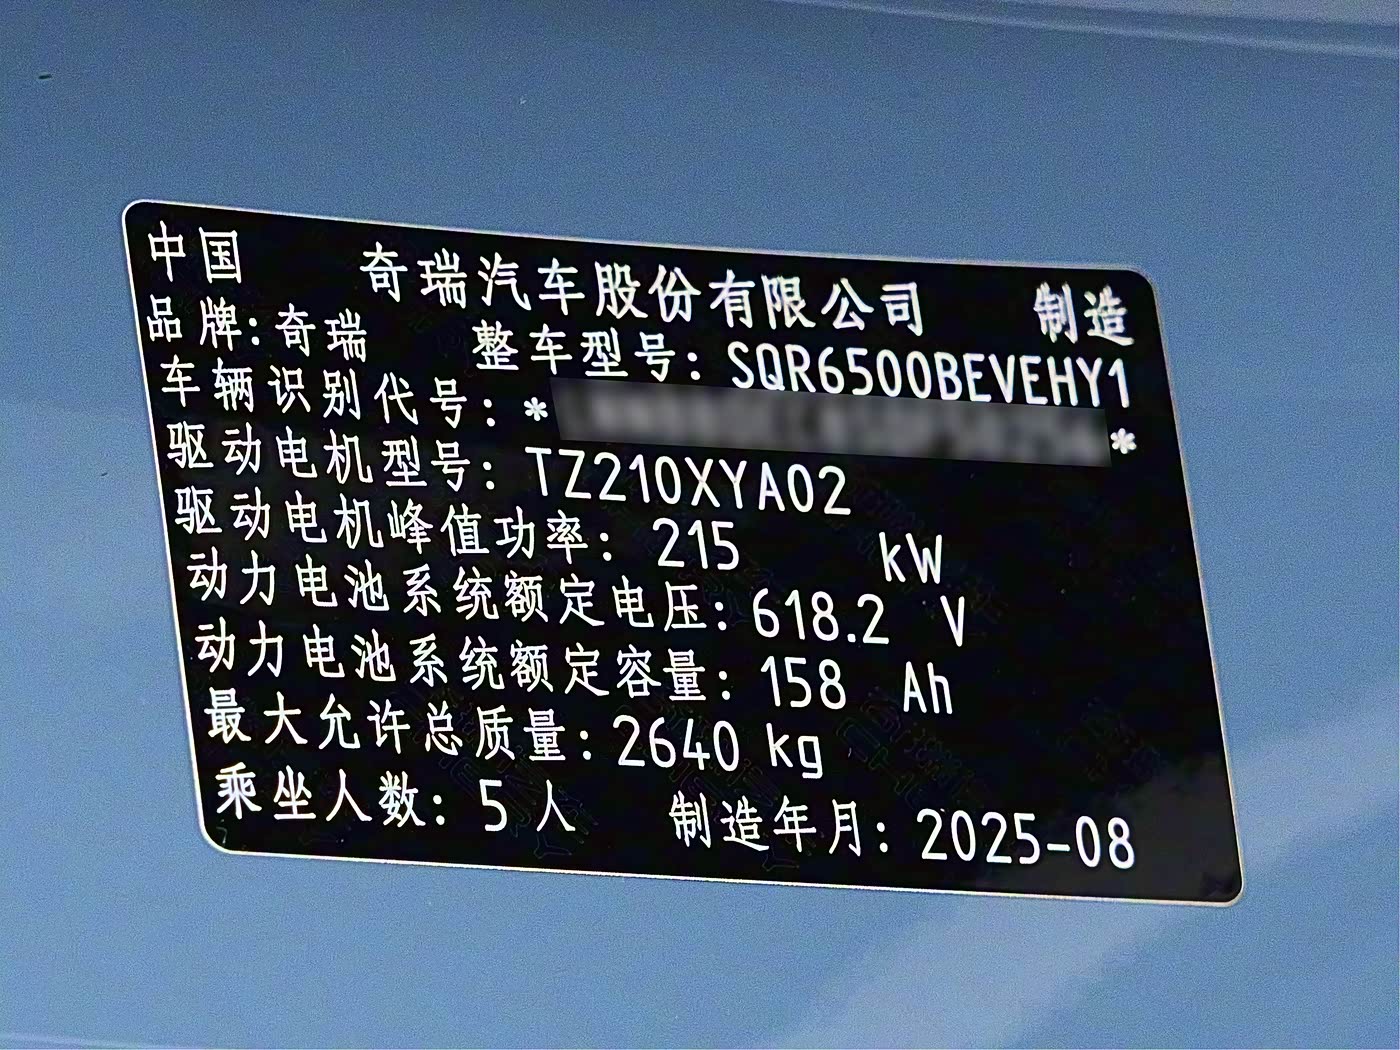 中国 奇瑞汽车股份有限公司 制造
品牌:奇瑞 整车型号:SQR6500BEVEHY1
车辆识别代号:* *
驱动电机型号:TZ210XYA02
驱动电机峰值功率:215 kW
动力电池系统额定电压:618.2 V
动力电池系统额定容量:158 Ah
最大允许总质量:2640 kg
乘坐人数:5人 制造年月:2025-08